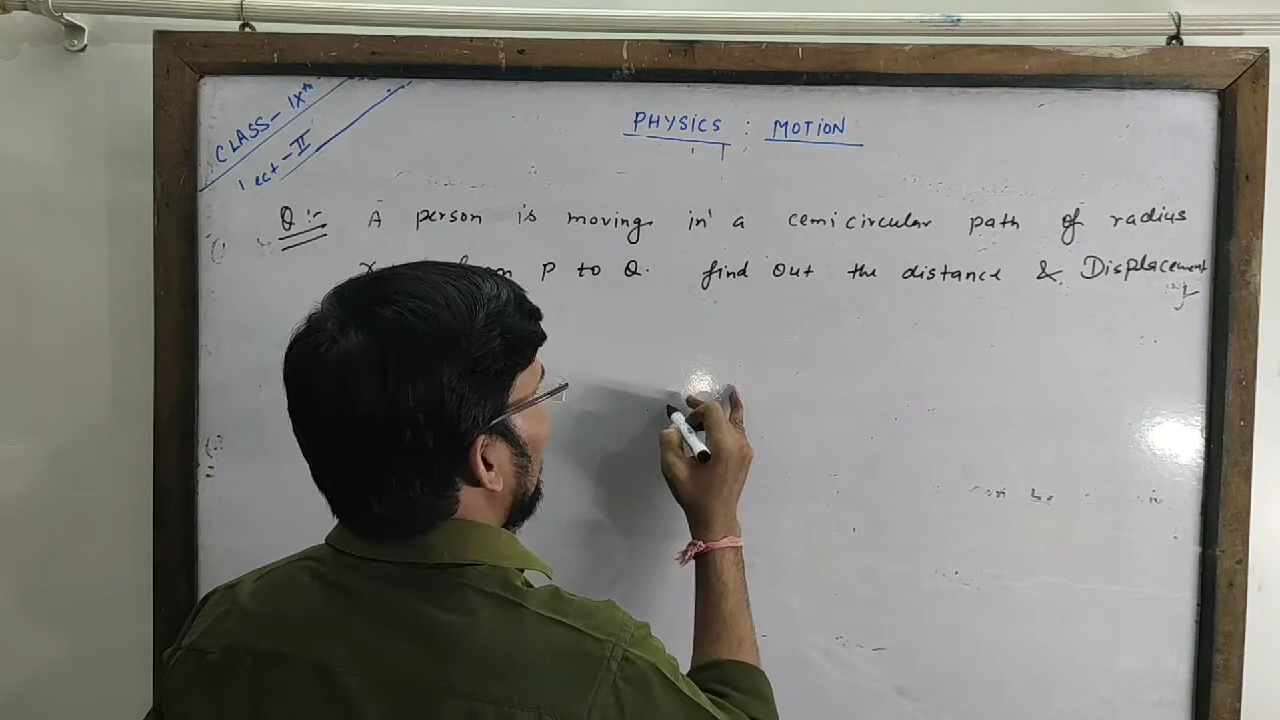 CLASS-IXth
Lect-II
PHYSICS : MOTION
Q:- A person is moving in a cemicircular path of radius
P to Q. find out the distance & Displacement